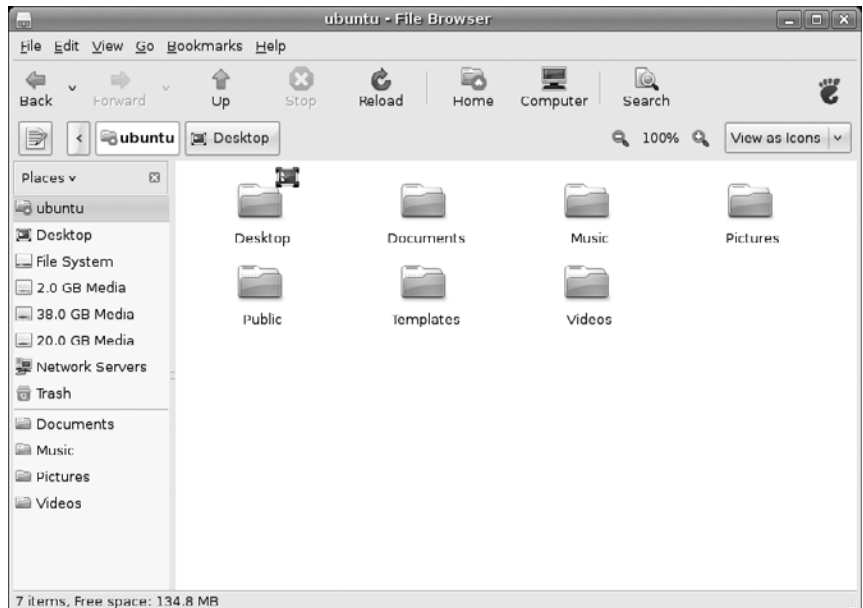 ubuntu - File Browser
File Edit View Go Bookmarks Help
Back Forward Up Stop Reload Home Computer Search
ubuntu Desktop 100% View as Icons
Places
ubuntu
Desktop
File System
2.0 GB Media
38.0 GB Media
20.0 GB Media
Network Servers
Trash
Documents
Music
Pictures
Videos
Desktop Documents Music Pictures
Public Templates Videos
7 items, Free space: 134.8 MB